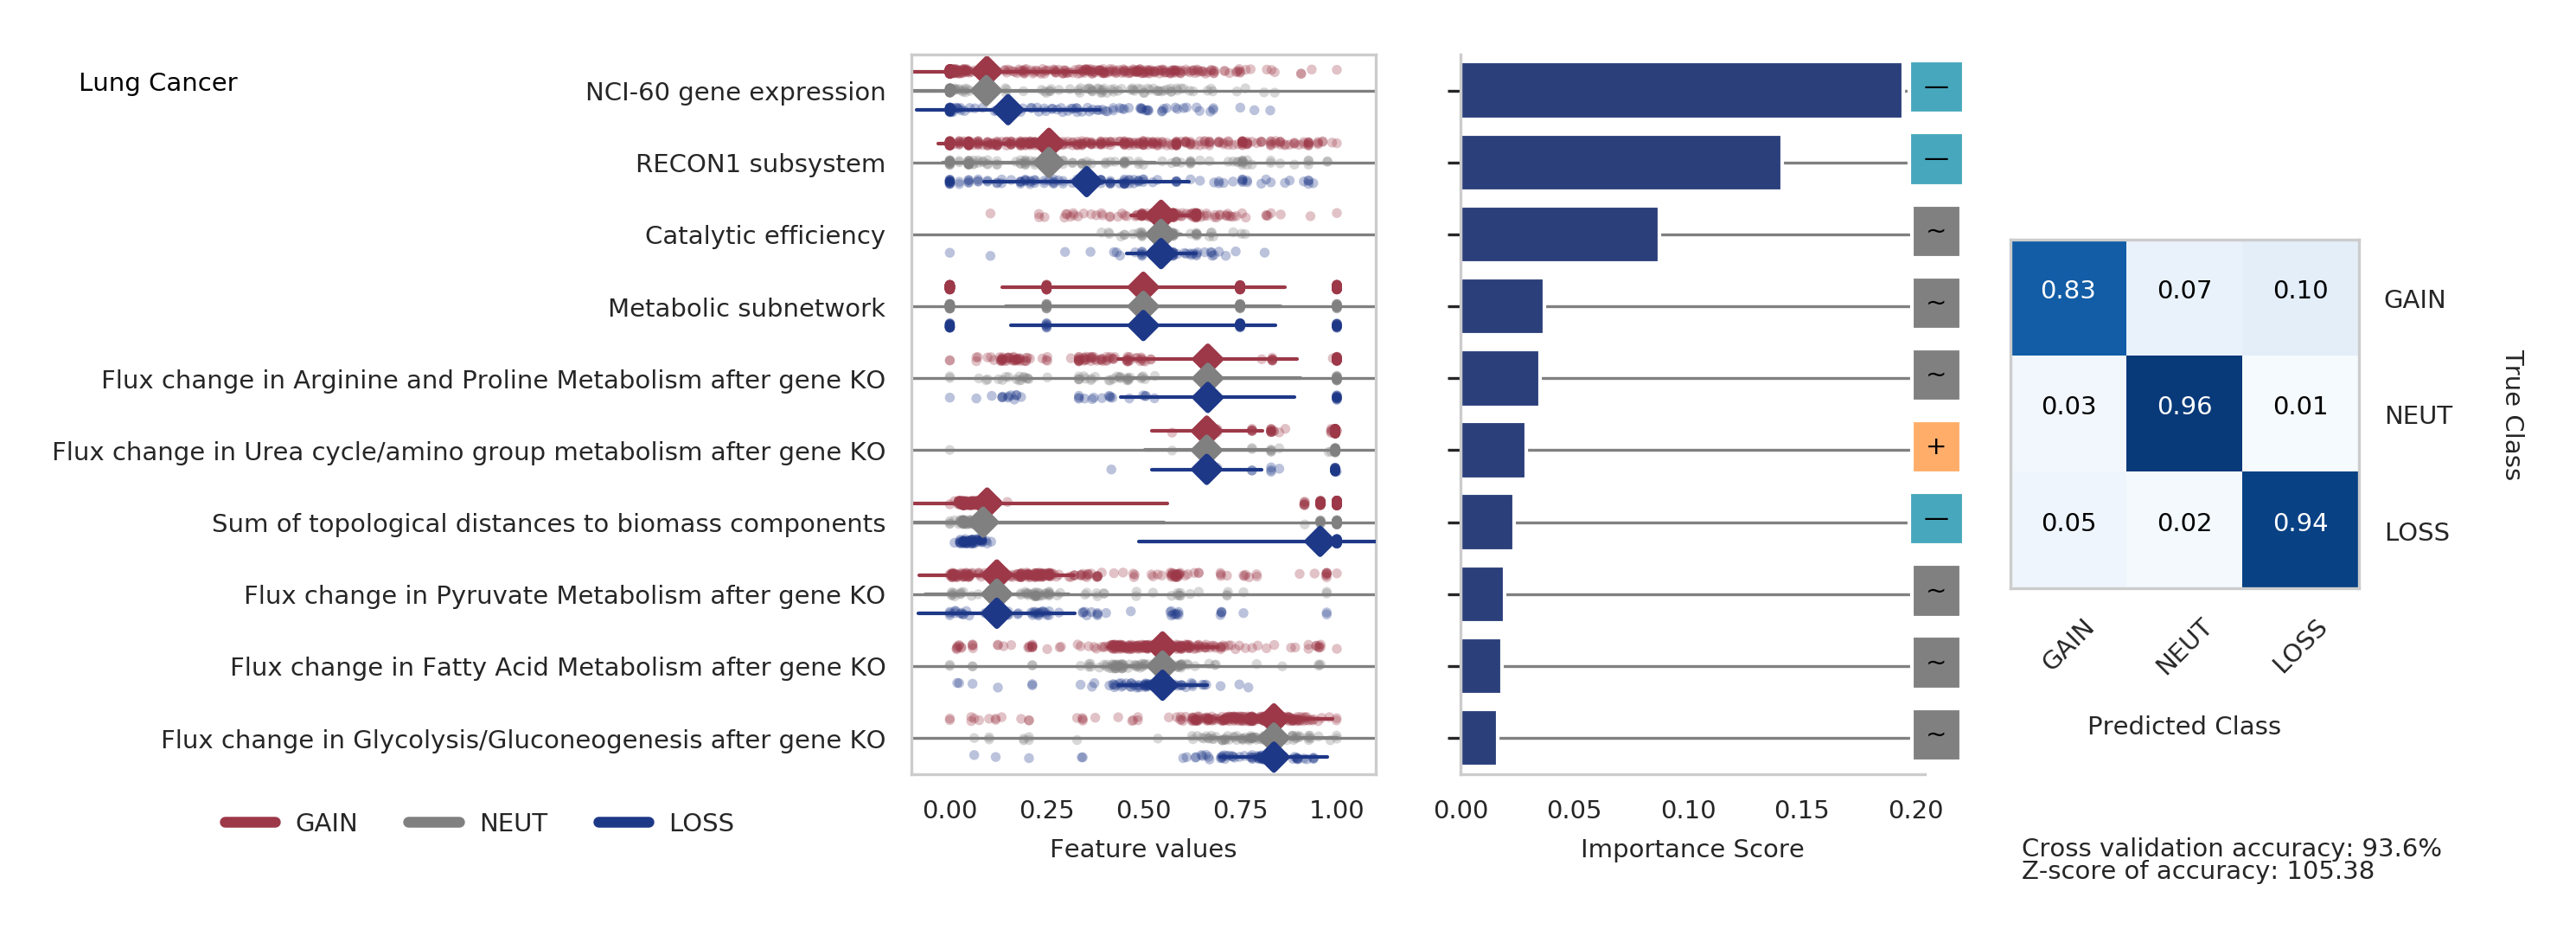 Lung Cancer
NCI-60 gene expression
RECON1 subsystem
Catalytic efficiency
Metabolic subnetwork
Flux change in Arginine and Proline Metabolism after gene KO
Flux change in Urea cycle/amino group metabolism after gene KO
Sum of topological distances to biomass components
Flux change in Pyruvate Metabolism after gene KO
Flux change in Fatty Acid Metabolism after gene KO
Flux change in Glycolysis/Gluconeogenesis after gene KO
GAIN NEUT LOSS
0.00 0.25 0.50 0.75 1.00
Feature values
—
—
~
~
~
+
—
~
~
~
0.00 0.05 0.10 0.15 0.20
Importance Score
0.83 0.07 0.10 GAIN
0.03 0.96 0.01 NEUT
0.05 0.02 0.94 LOSS
True Class
GAIN NEUT LOSS
Predicted Class
Cross validation accuracy: 93.6%
Z-score of accuracy: 105.38